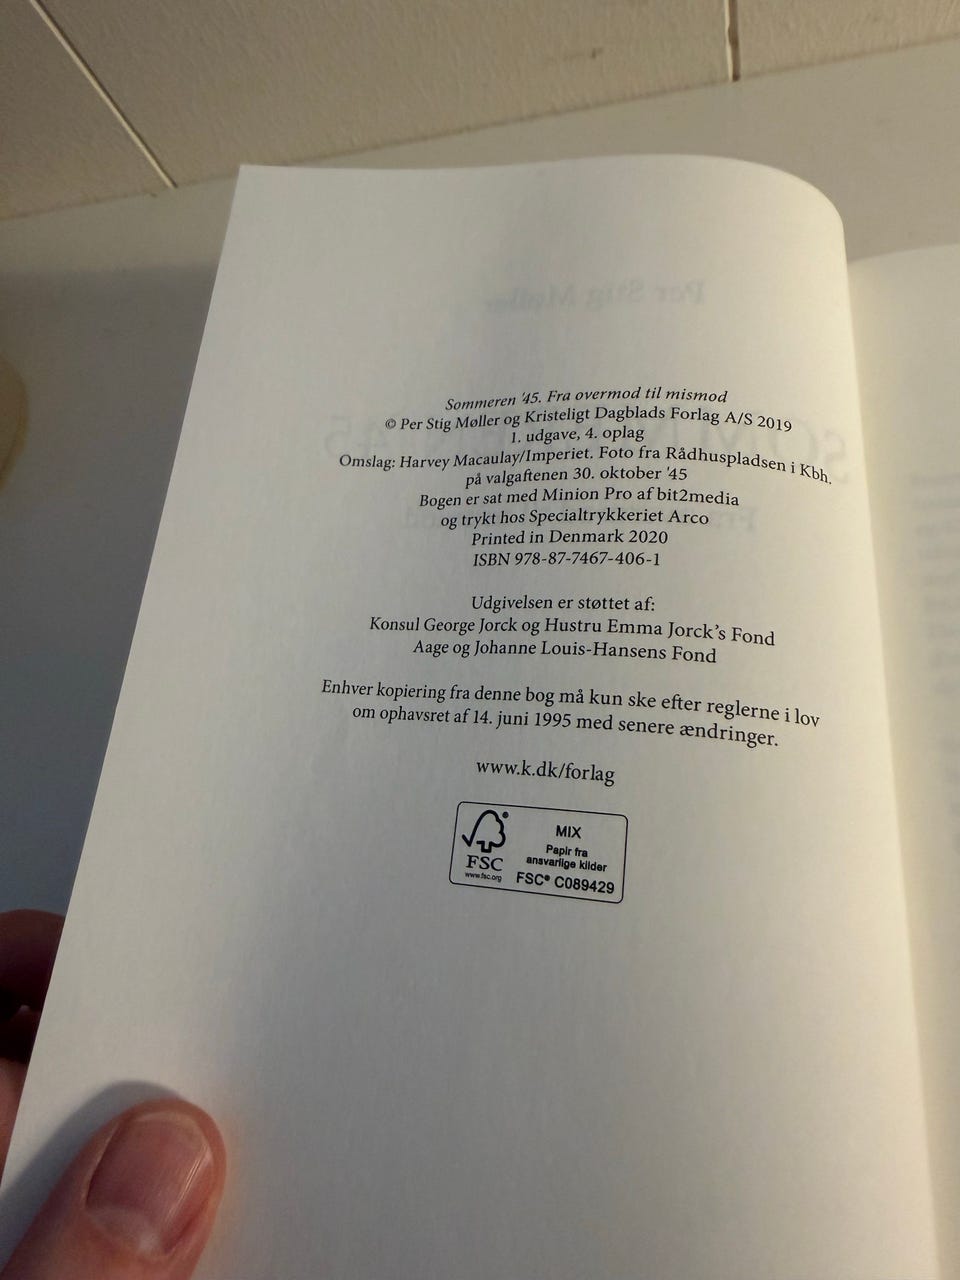 Sommeren '45. Fra overmod til mismod
© Per Stig Møller og Kristeligt Dagblads Forlag A/S 2019
1. udgave, 4. oplag
Omslag: Harvey Macaulay/Imperiet. Foto fra Rådhuspladsen i Kbh.
på valgaftenen 30. oktober '45
Bogen er sat med Minion Pro af bit2media
og trykt hos Specialtrykkeriet Arco
Printed in Denmark 2020
ISBN 978-87-7467-406-1
Udgivelsen er støttet af:
Konsul George Jorck og Hustru Emma Jorck's Fond
Aage og Johanne Louis-Hansens Fond
Enhver kopiering fra denne bog må kun ske efter reglerne i lov
om ophavsret af 14. juni 1995 med senere ændringer.
www.k.dk/forlag
FSC
www.fsc.org
MIX
Papir fra
ansvarlige kilder
FSC® C089429